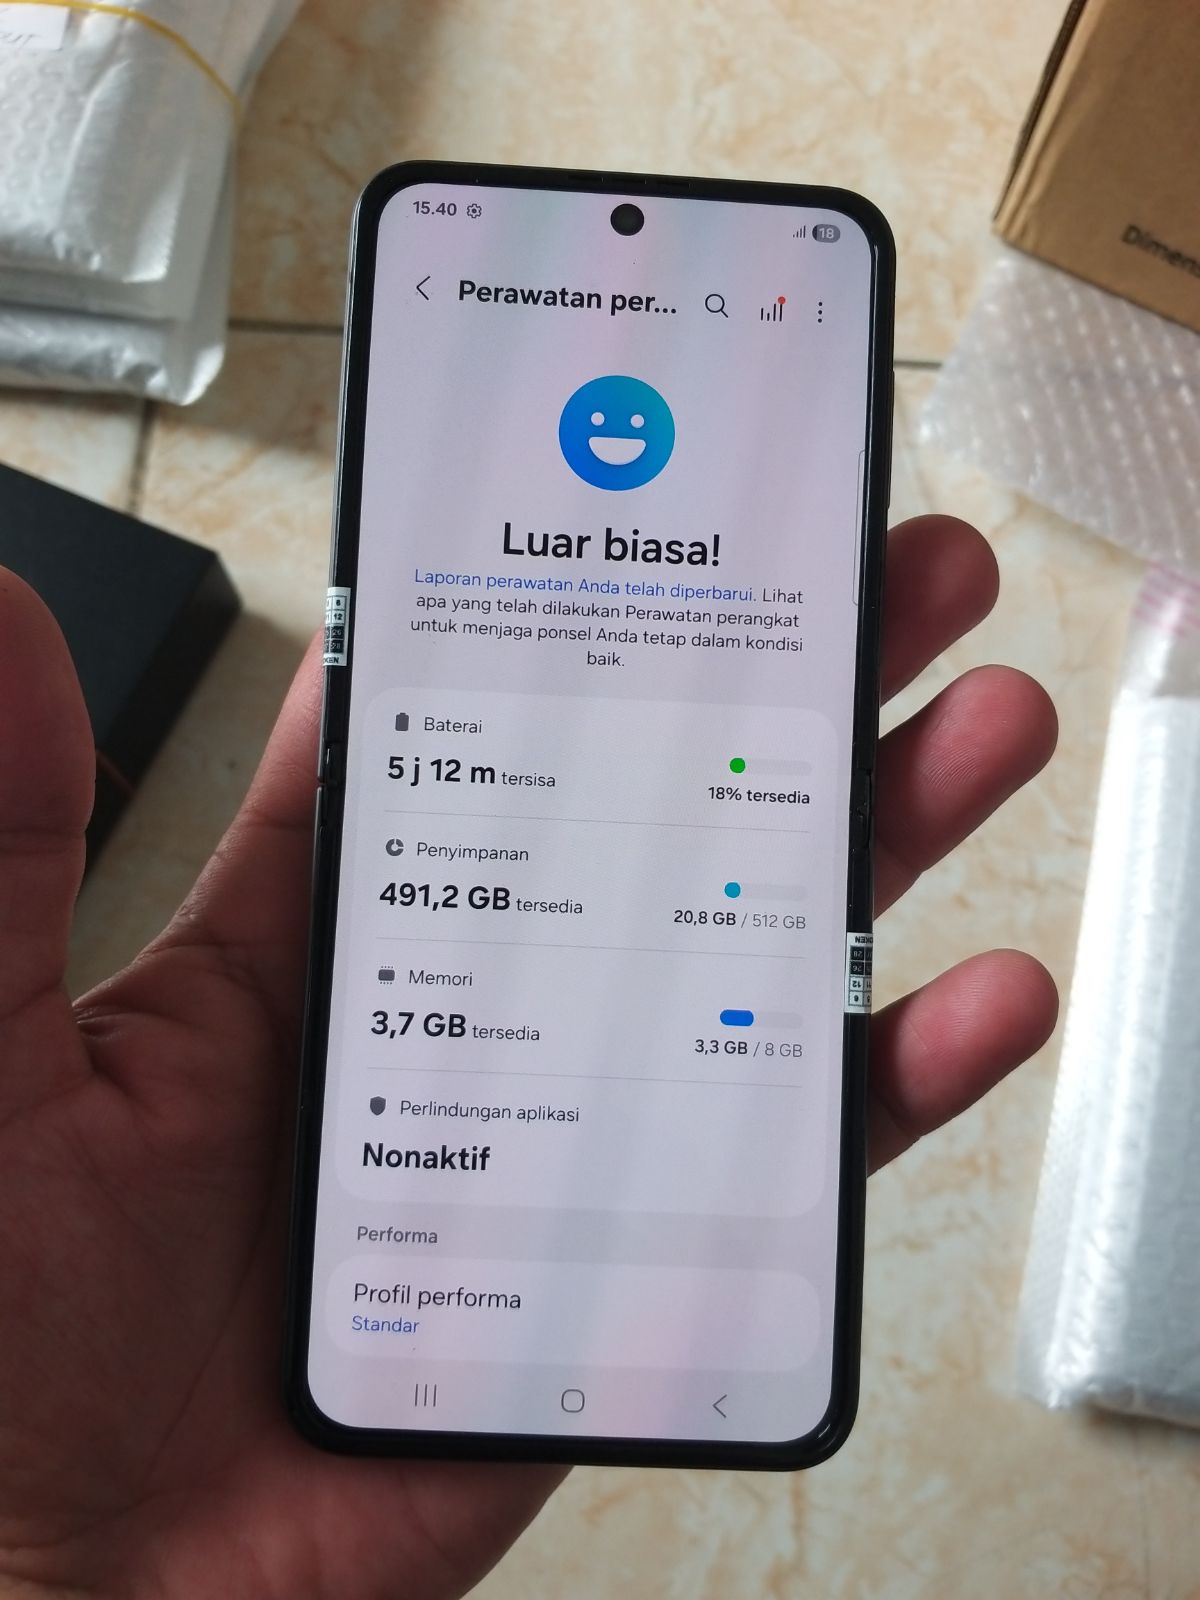 15.40
18
Perawatan per...
Luar biasa!
Laporan perawatan Anda telah diperbarui. Lihat
apa yang telah dilakukan Perawatan perangkat
untuk menjaga ponsel Anda tetap dalam kondisi
baik.
Baterai
5 j 12 m tersisa
18% tersedia
Penyimpanan
491,2 GB tersedia
20,8 GB / 512 GB
Memori
3,7 GB tersedia
3,3 GB / 8 GB
Perlindungan aplikasi
Nonaktif
Performa
Profil performa
Standar